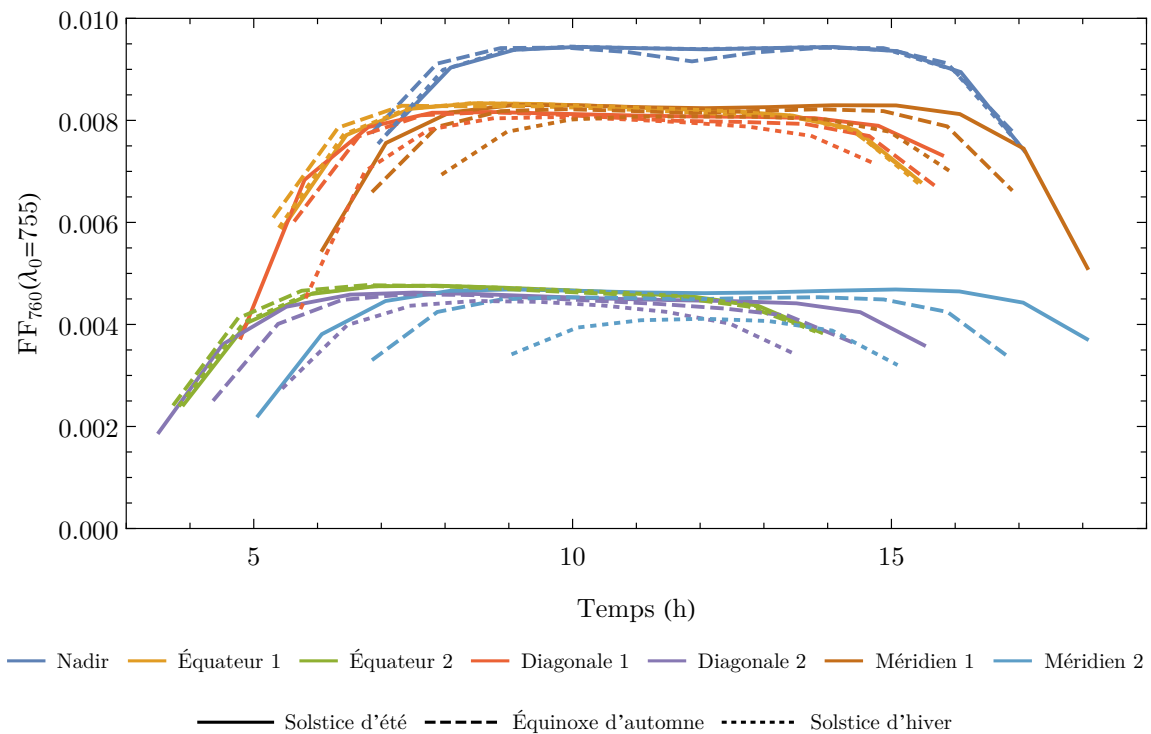 0.010
0.008
0.006
0.004
0.002
0.000
FF760(λ0=755)
5 10 15
Temps (h)
Nadir Équateur 1 Équateur 2 Diagonale 1 Diagonale 2 Méridien 1 Méridien 2
Solstice d'été Équinoxe d'automne Solstice d'hiver